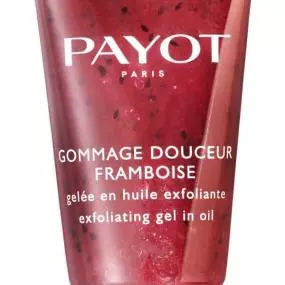 PAYOT
PARIS
GOMMAGE DOUCEUR
FRAMBOISE
gelée en huile exfoliante
exfoliating gel in oil